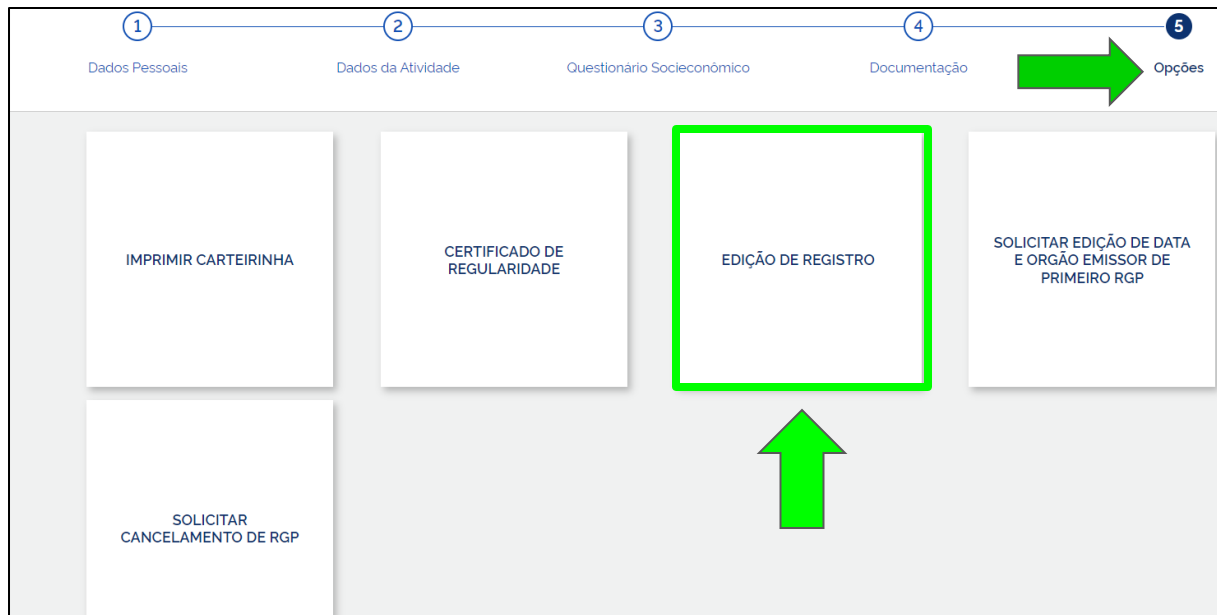 1
2
3
4
5
Dados Pessoais
Dados da Atividade
Questionário Socieconômico
Documentação
Opções
IMPRIMIR CARTEIRINHA
CERTIFICADO DE
REGULARIDADE
EDIÇÃO DE REGISTRO
SOLICITAR EDIÇÃO DE DATA
E ORGÃO EMISSOR DE
PRIMEIRO RGP
SOLICITAR
CANCELAMENTO DE RGP